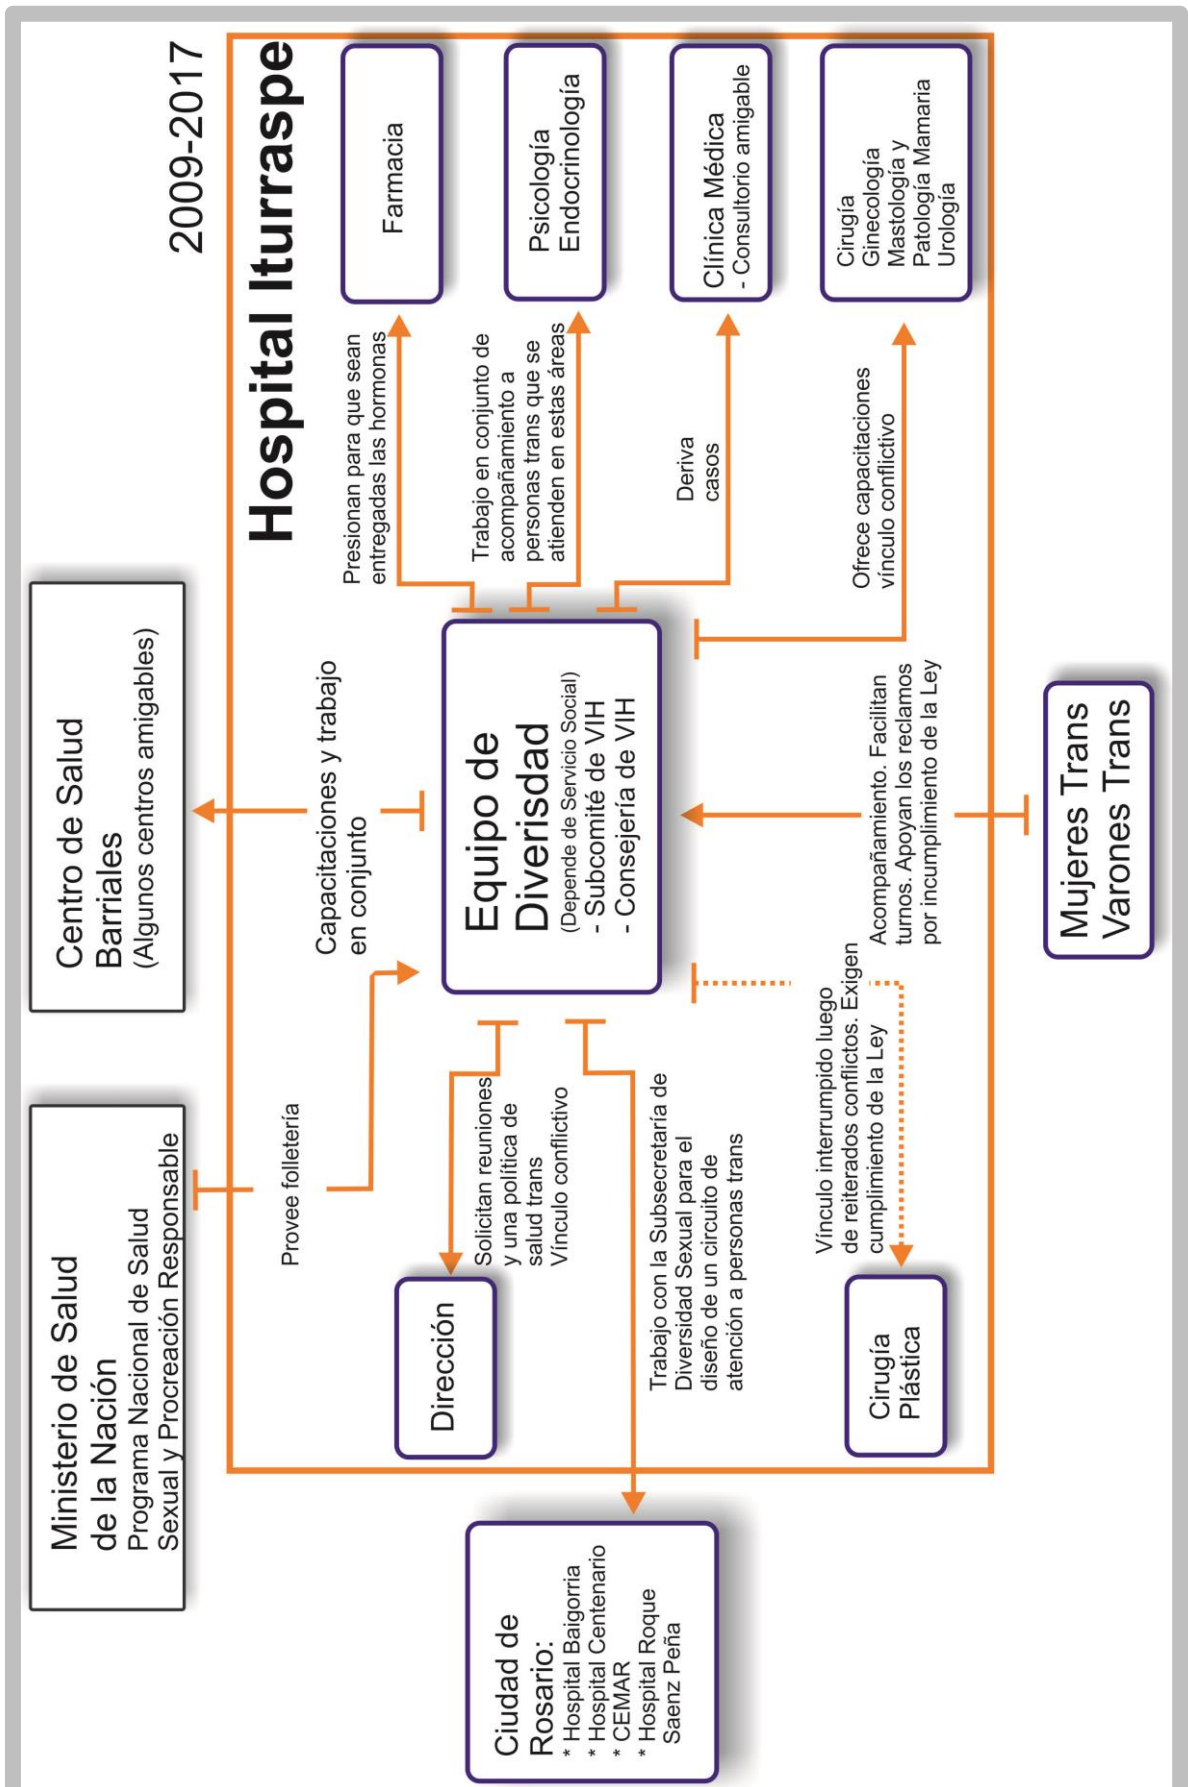 2009-2017
Ministerio de Salud
de la Nación
Programa Nacional de Salud
Sexual y Procreación Responsable
Centro de Salud
Barriales
(Algunos centros amigables)
Hospital Iturraspe
Provee folletería
Capacitaciones y trabajo
en conjunto
Presionan para que sean
entregadas las hormonas
Farmacia
Dirección
Solicitan reuniones
y una política de
salud trans
Vínculo conflictivo
Equipo de
Diverisdad
(Depende de Servicio Social)
- Subcomité de VIH
- Consejería de VIH
Trabajo en conjunto de
acompañamiento a
personas trans que se
atienden en estas áreas
Psicología
Endocrinología
Ciudad de
Rosario:
* Hospital Baigorria
* Hospital Centenario
* CEMAR
* Hospital Roque
Saenz Peña
Trabajo con la Subsecretaría de
Diversidad Sexual para el
diseño de un circuito de
atención a personas trans
Deriva
casos
Clínica Médica
- Consultorio amigable
Cirugía
Plástica
Vínculo interrumpido luego
de reiterados conflictos. Exigen
cumplimiento de la Ley
Acompañamiento. Facilitan
turnos. Apoyan los reclamos
por incumplimiento de la Ley
Ofrece capacitaciones
vínculo conflictivo
Cirugía
Ginecología
Mastología y
Patología Mamaria
Urología
Mujeres Trans
Varones Trans